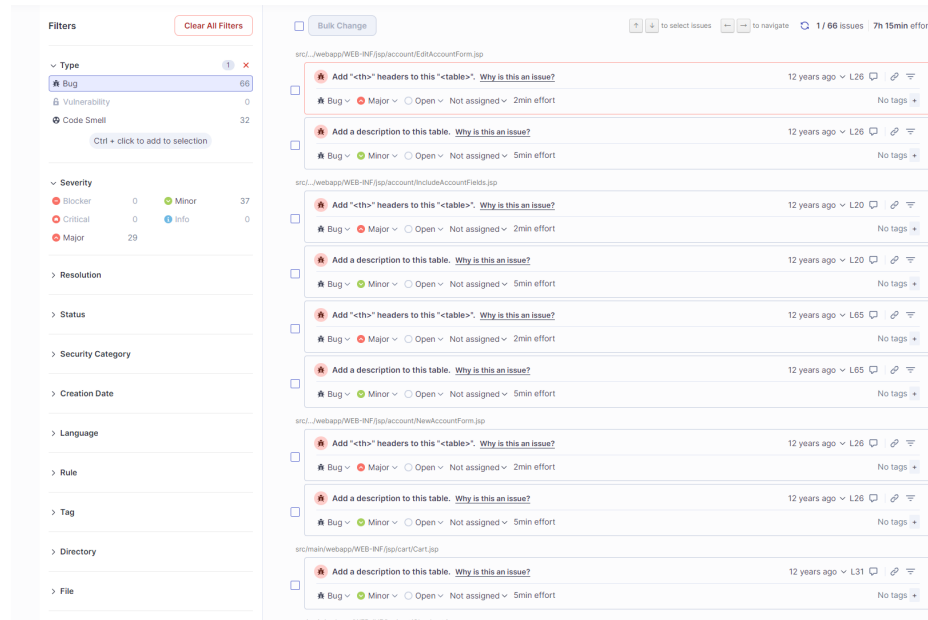 Filters
Clear All Filters
Type
1
Bug 66
Vulnerability 0
Code Smell 32
Ctrl + click to add to selection
Severity
Blocker 0 Minor 37
Critical 0 Info 0
Major 29
Resolution
Status
Security Category
Creation Date
Language
Rule
Tag
Directory
File
Bulk Change
to select issues to navigate 1 / 66 issues 7h 15min effor
src/.../webapp/WEB-INF/jsp/account/EditAccountForm.jsp
Add "<th>" headers to this "<table>". Why is this an issue? 12 years ago L26
Bug Major Open Not assigned 2min effort No tags +
Add a description to this table. Why is this an issue? 12 years ago L26
Bug Minor Open Not assigned 5min effort No tags +
src/.../webapp/WEB-INF/jsp/account/IncludeAccountFields.jsp
Add "<th>" headers to this "<table>". Why is this an issue? 12 years ago L20
Bug Major Open Not assigned 2min effort No tags +
Add a description to this table. Why is this an issue? 12 years ago L20
Bug Minor Open Not assigned 5min effort No tags +
Add "<th>" headers to this "<table>". Why is this an issue? 12 years ago L65
Bug Major Open Not assigned 2min effort No tags +
Add a description to this table. Why is this an issue? 12 years ago L65
Bug Minor Open Not assigned 5min effort No tags +
src/.../webapp/WEB-INF/jsp/account/NewAccountForm.jsp
Add "<th>" headers to this "<table>". Why is this an issue? 12 years ago L26
Bug Major Open Not assigned 2min effort No tags +
Add a description to this table. Why is this an issue? 12 years ago L26
Bug Minor Open Not assigned 5min effort No tags +
src/main/webapp/WEB-INF/jsp/cart/Cart.jsp
Add a description to this table. Why is this an issue? 12 years ago L31
Bug Minor Open Not assigned 5min effort No tags +